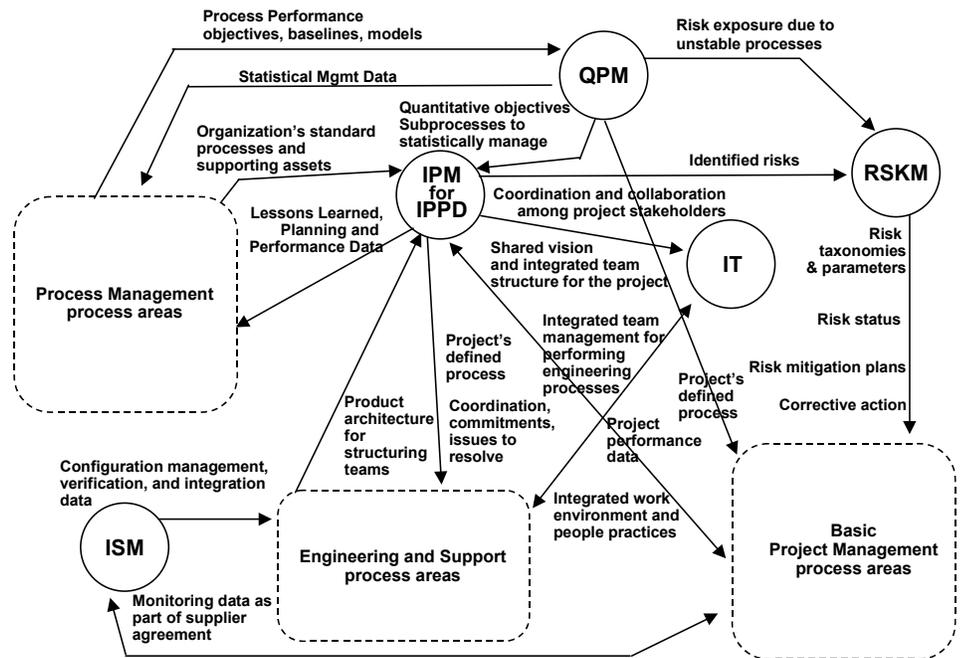 Process Performance
objectives, baselines, models
Risk exposure due to
unstable processes
QPM
Statistical Mgmt Data
Quantitative objectives
Subprocesses to
statistically manage
Organization's standard
processes and
supporting assets
Identified risks
IPM
for
IPPD
RSKM
Coordination and collaboration
among project stakeholders
Lessons Learned,
Planning and
Performance Data
Risk
taxonomies
& parameters
Shared vision
and integrated team
structure for the project
IT
Process Management
process areas
Risk status
Integrated team
management for
performing
engineering
processes
Project's
defined
process
Risk mitigation plans
Project's
defined
process
Product
architecture
for
structuring
teams
Coordination,
commitments,
issues to
resolve
Corrective action
Project
performance
data
Configuration management,
verification, and integration
data
Integrated work
environment and
people practices
ISM
Engineering and Support
process areas
Basic
Project Management
process areas
Monitoring data as
part of supplier
agreement